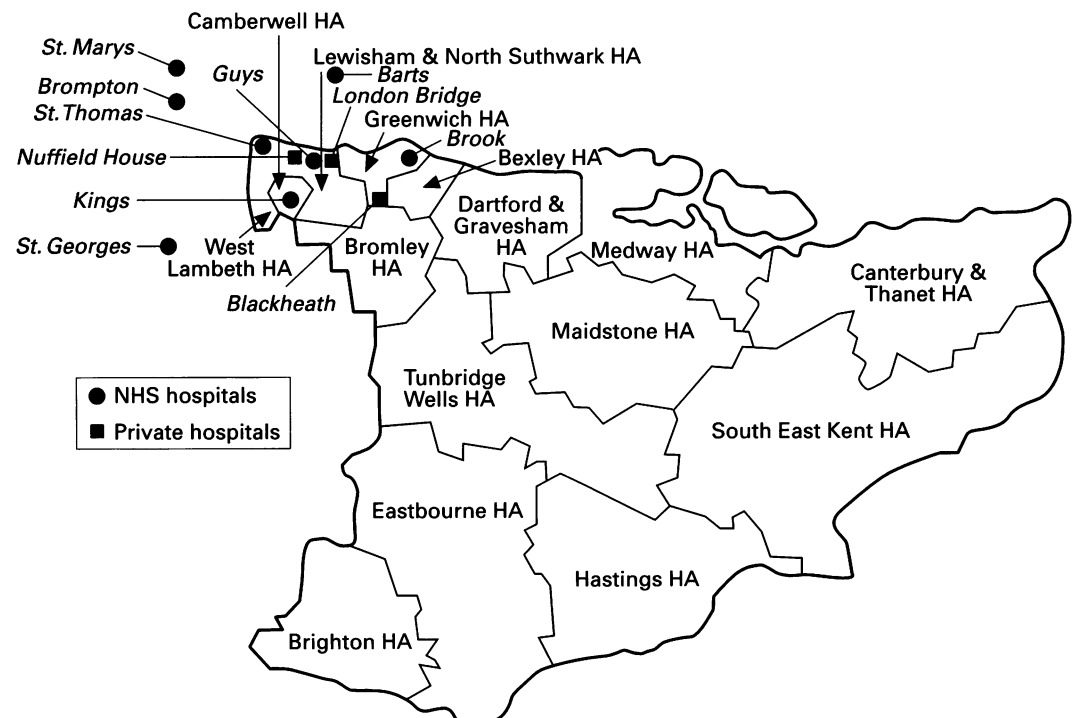 Camberwell HA
St. Marys
Lewisham & North Suthwark HA
Guys
Barts
Brompton
London Bridge
St. Thomas
Greenwich HA
Brook
Nuffield House
Bexley HA
Kings
Dartford &
Gravesham
HA
St. Georges
West
Lambeth HA
Bromley
HA
Medway HA
Canterbury &
Thanet HA
Blackheath
Maidstone HA
Tunbridge
Wells HA
NHS hospitals
Private hospitals
South East Kent HA
Eastbourne HA
Hastings HA
Brighton HA